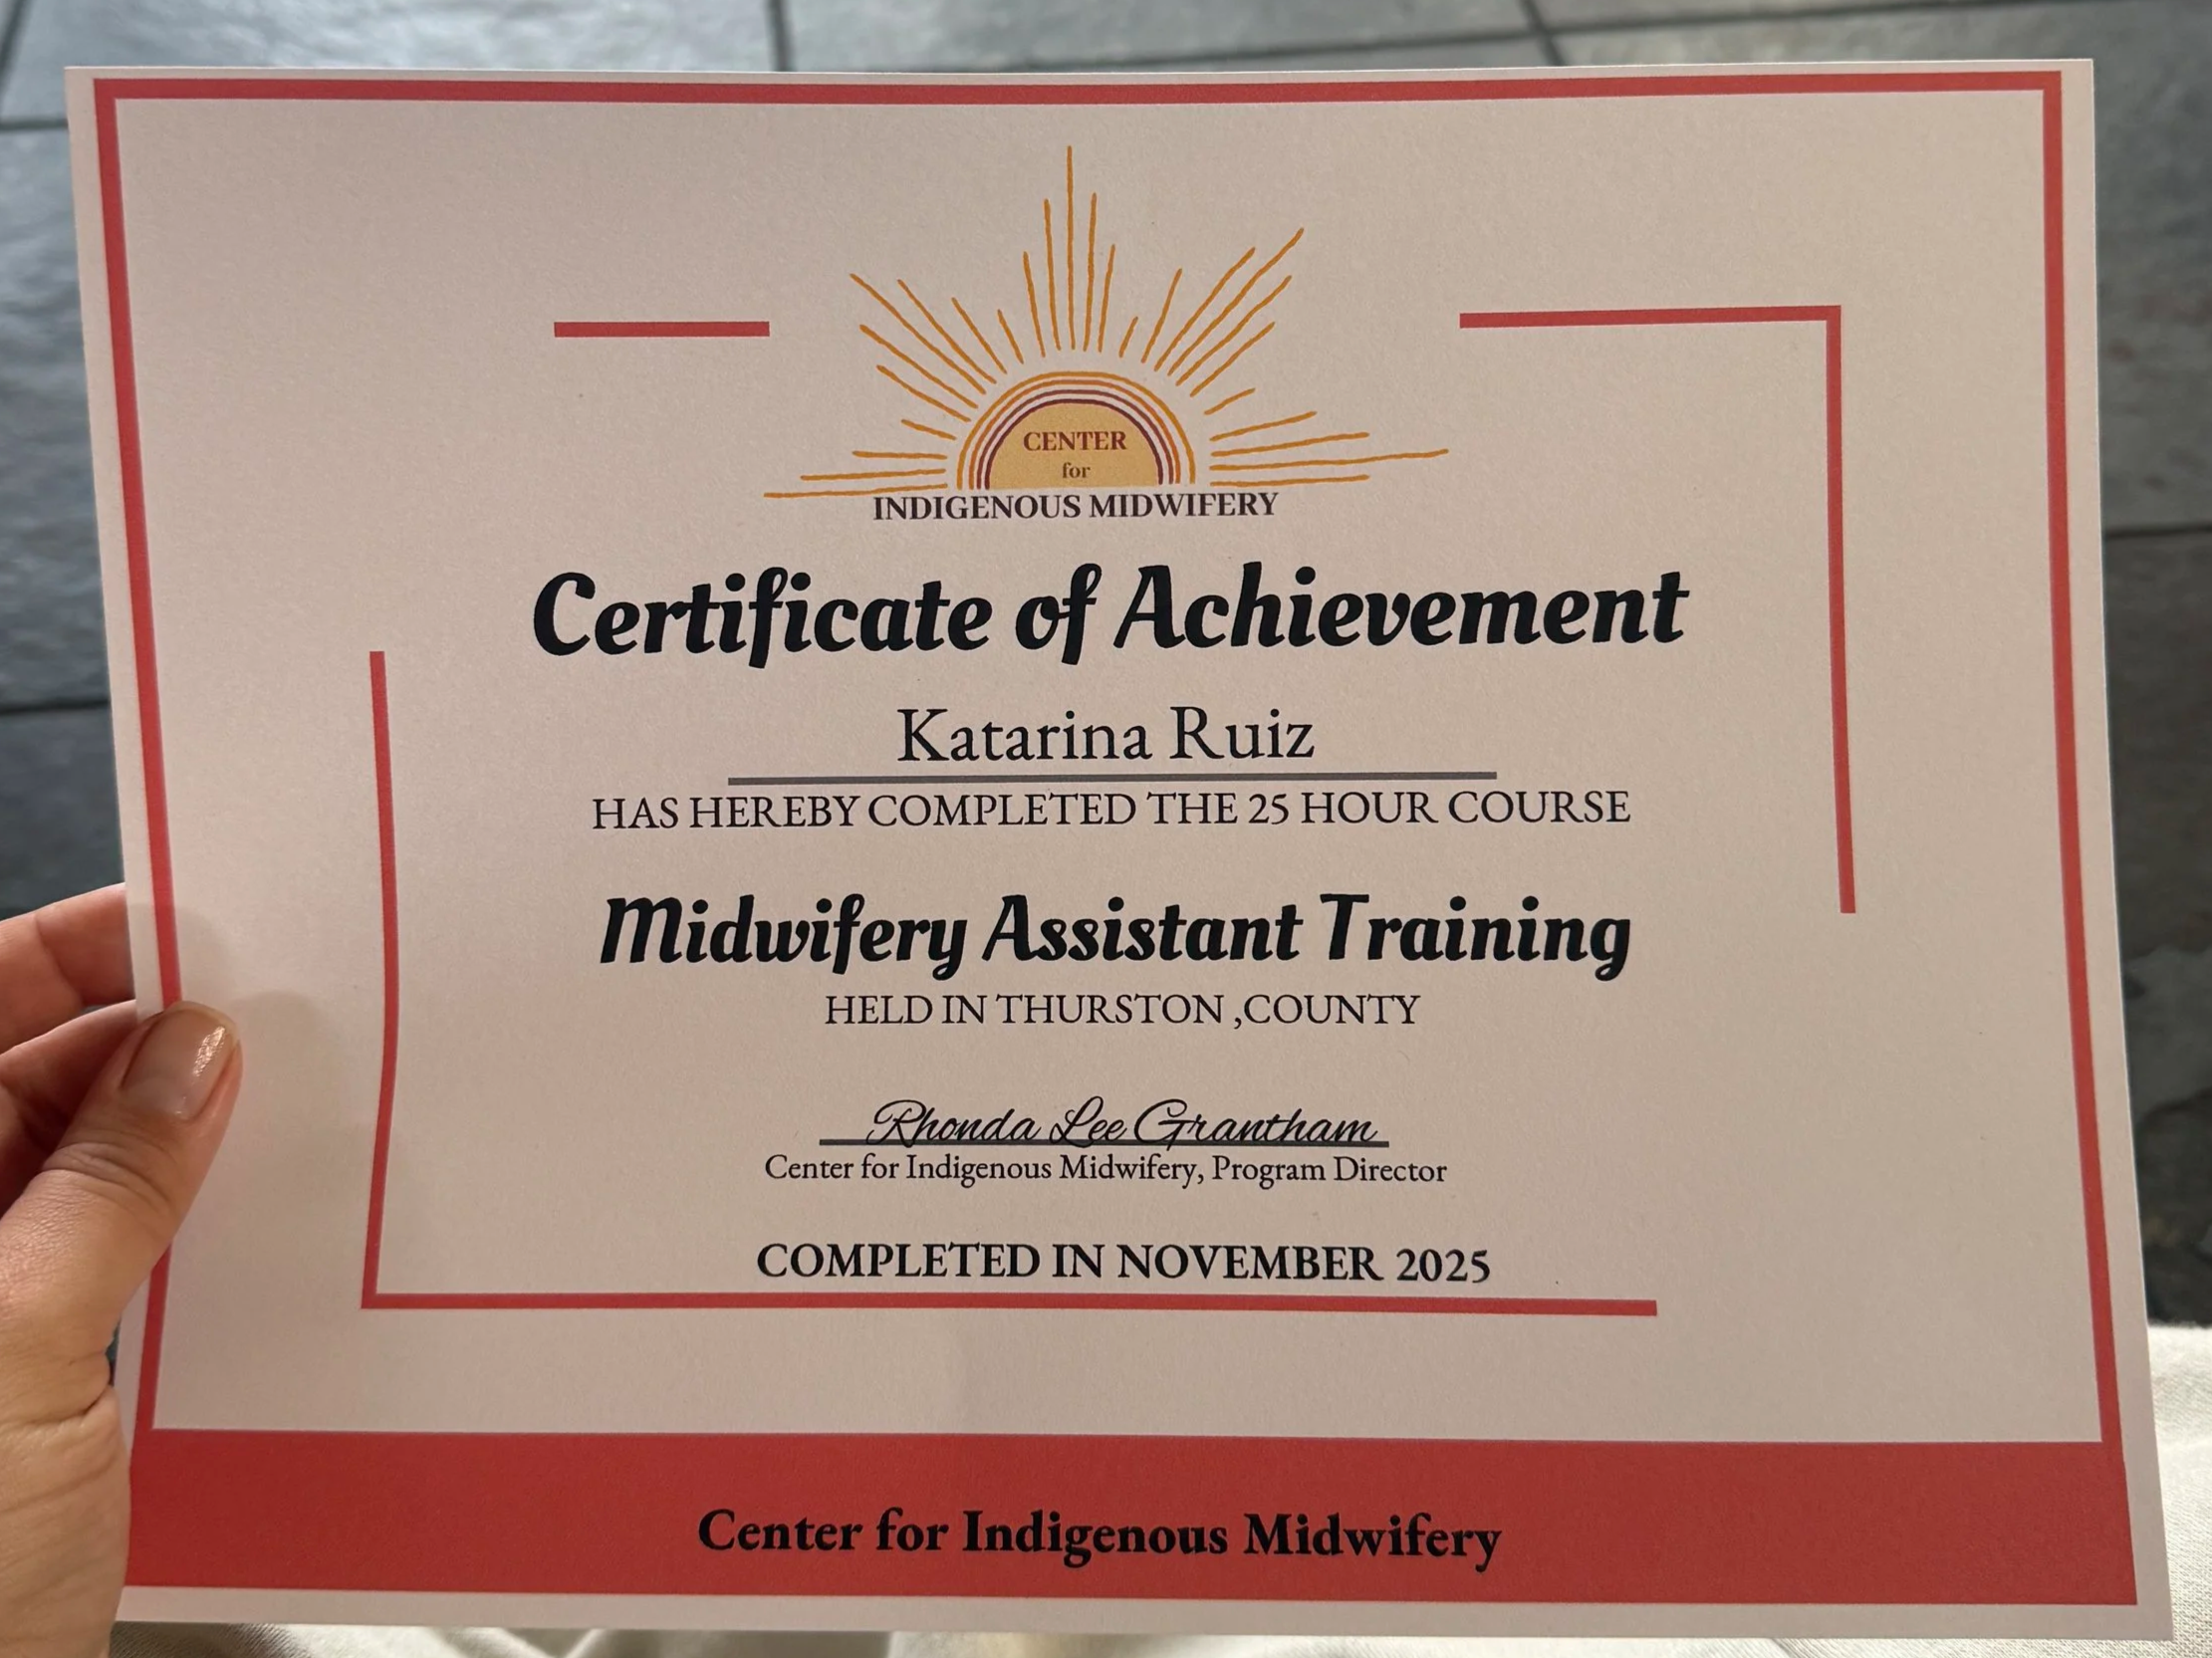 CENTER
for
INDIGENOUS MIDWIFERY
Certificate of Achievement
Katarina Ruiz
HAS HEREBY COMPLETED THE 25 HOUR COURSE
Midwifery Assistant Training
HELD IN THURSTON ,COUNTY
Rhonda Lee Grantham
Center for Indigenous Midwifery, Program Director
COMPLETED IN NOVEMBER 2025
Center for Indigenous Midwifery